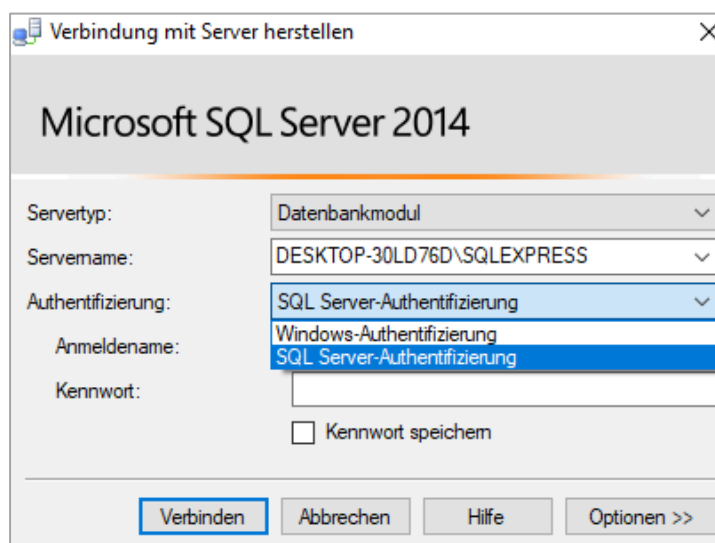 Verbindung mit Server herstellen
Microsoft SQL Server 2014
Servertyp: Datenbankmodul
Servername: DESKTOP-30LD76D\SQLEXPRESS
Authentifizierung: SQL Server-Authentifizierung
Windows-Authentifizierung
Anmeldename: SQL Server-Authentifizierung
Kennwort:
Kennwort speichern
Verbinden Abbrechen Hilfe Optionen >>